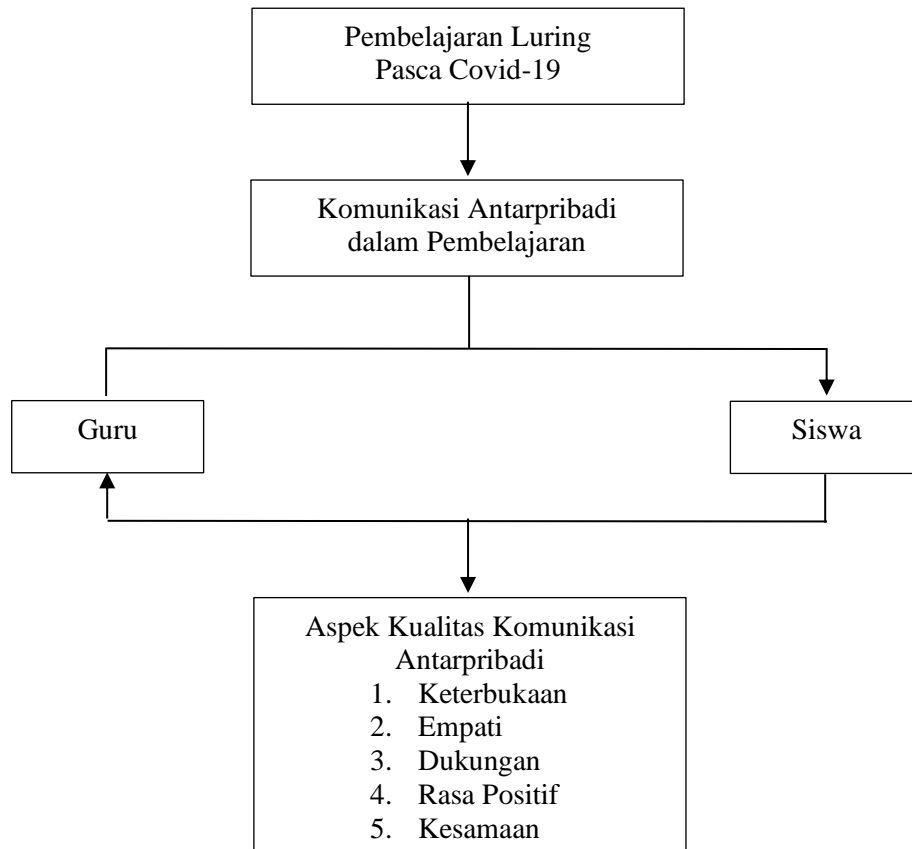 Pembelajaran Luring
Pasca Covid-19
Komunikasi Antarpribadi
dalam Pembelajaran
Guru
Siswa
Aspek Kualitas Komunikasi
Antarpribadi
1. Keterbukaan
2. Empati
3. Dukungan
4. Rasa Positif
5. Kesamaan